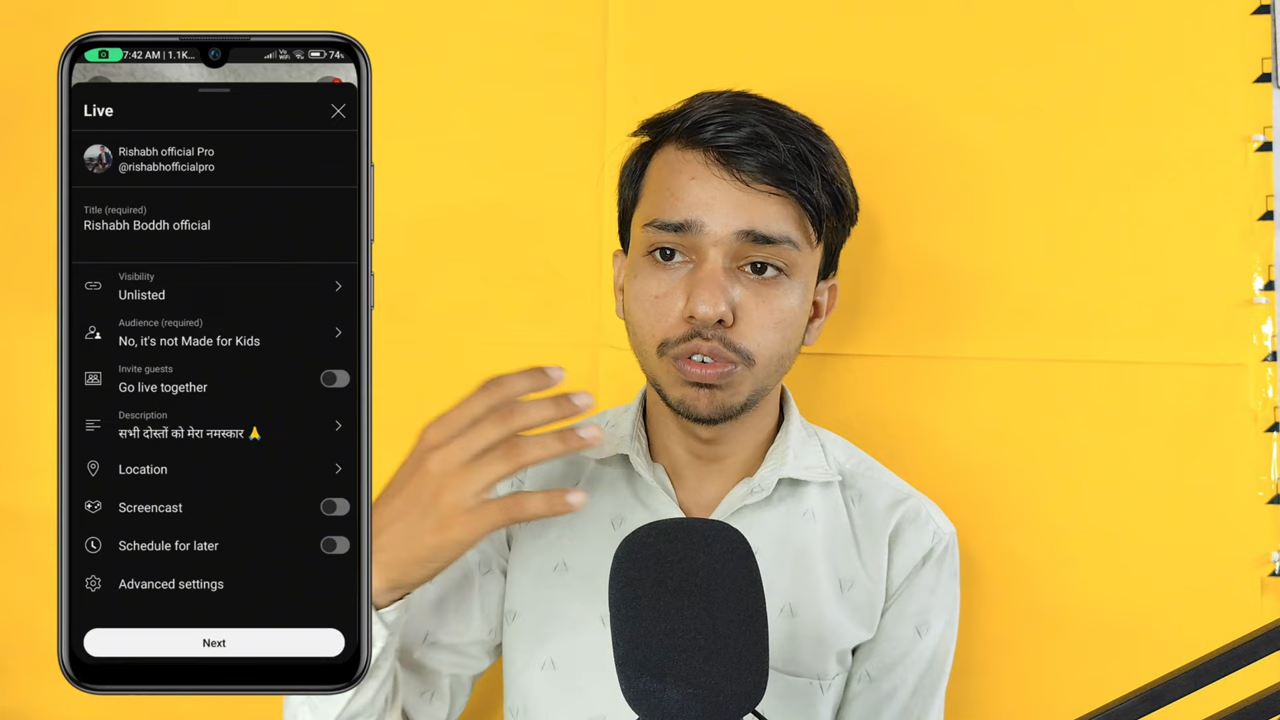 7:42 AM | 1.1K... 74
Live
Rishabh official Pro
@rishabhofficialpro
Title (required)
Rishabh Boddh official
Visibility
Unlisted
Audience (required)
No, it's not Made for Kids
Invite guests
Go live together
Description
सभी दोस्तों को मेरा नमस्कार 🙏
Location
Screencast
Schedule for later
Advanced settings
Next